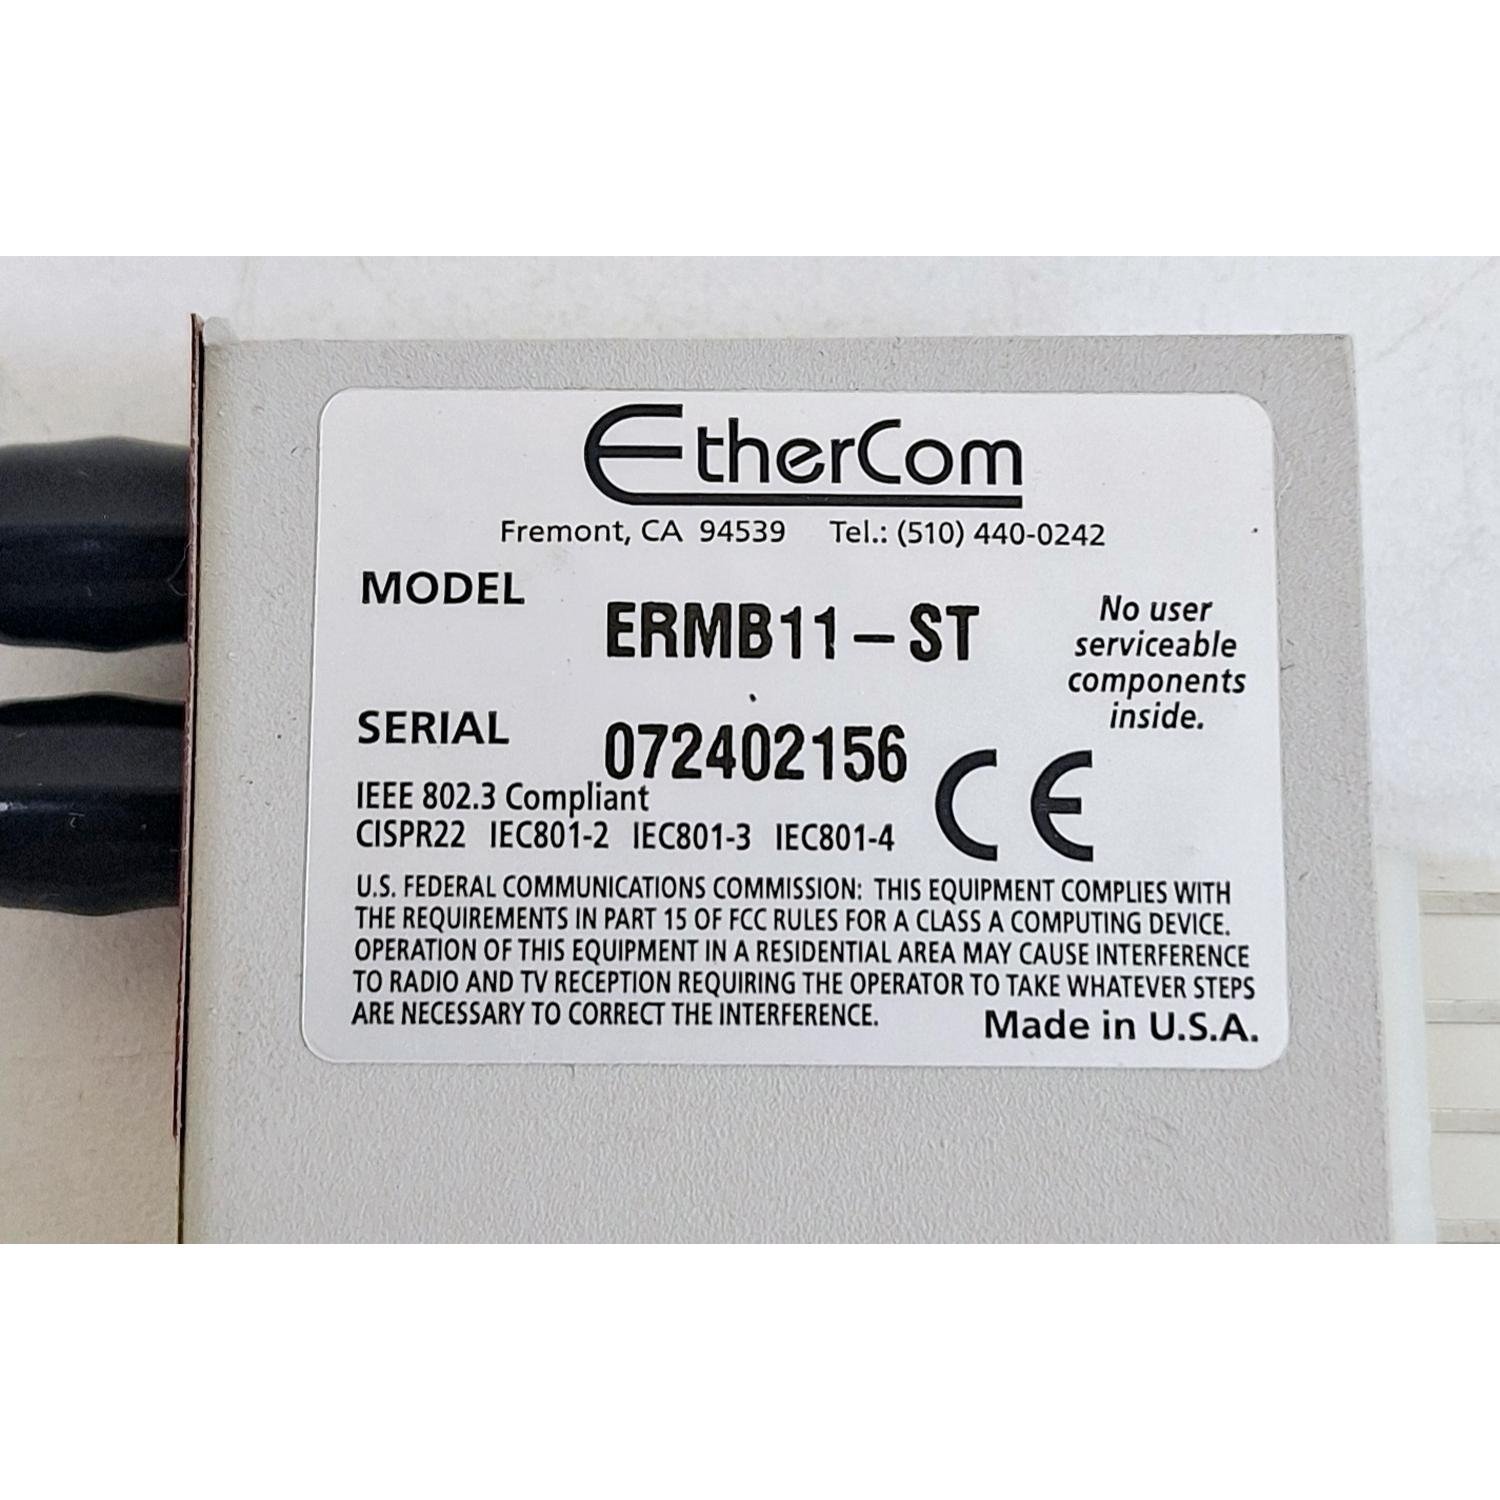 EtherCom
Fremont, CA 94539 Tel.: (510) 440-0242
MODEL ERMB11-ST
No user
serviceable
components
inside.
SERIAL 072402156
IEEE 802.3 Compliant
CISPR22 IEC801-2 IEC801-3 IEC801-4
CE
U.S. FEDERAL COMMUNICATIONS COMMISSION: THIS EQUIPMENT COMPLIES WITH
THE REQUIREMENTS IN PART 15 OF FCC RULES FOR A CLASS A COMPUTING DEVICE.
OPERATION OF THIS EQUIPMENT IN A RESIDENTIAL AREA MAY CAUSE INTERFERENCE
TO RADIO AND TV RECEPTION REQUIRING THE OPERATOR TO TAKE WHATEVER STEPS
ARE NECESSARY TO CORRECT THE INTERFERENCE.
Made in U.S.A.